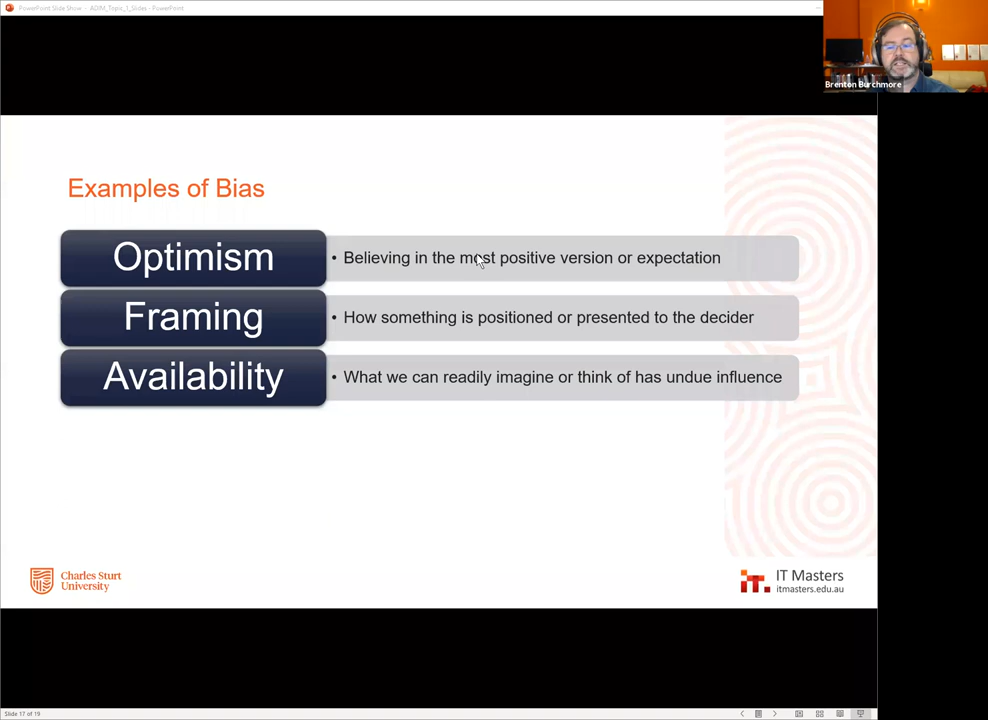 PowerPoint Slide Show - ADIM_Topic_1_Slides - PowerPoint
Brenton Burchmore
Examples of Bias
Optimism
• Believing in the most positive version or expectation
Framing
• How something is positioned or presented to the decider
Availability
• What we can readily imagine or think of has undue influence
Charles Sturt
University
IT Masters
itmasters.edu.au
Slide 17 of 19